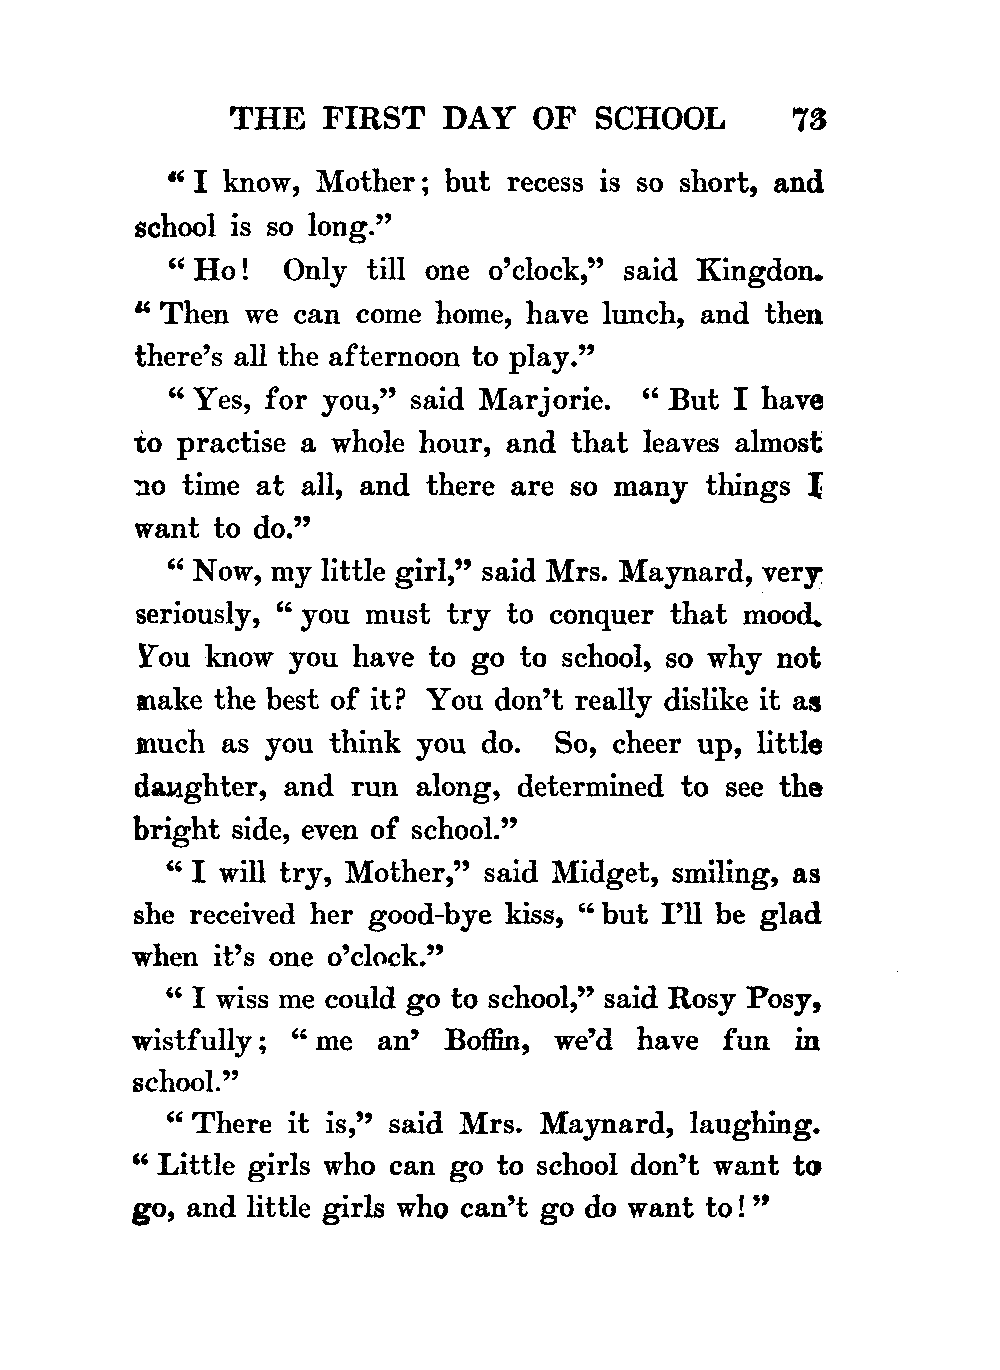 THE FIRST DAY OF SCHOOL 73
“ I know, Mother; but recess is so short, and
school is so long.”
“ Ho! Only till one o’clock,” said Kingdon.
“ Then we can come home, have lunch, and then
there’s all the afternoon to play.”
“ Yes, for you,” said Marjorie. “ But I have
to practise a whole hour, and that leaves almost
no time at all, and there are so many things I
want to do.”
“ Now, my little girl,” said Mrs. Maynard, very
seriously, “ you must try to conquer that mood.
You know you have to go to school, so why not
make the best of it? You don’t really dislike it as
much as you think you do. So, cheer up, little
daughter, and run along, determined to see the
bright side, even of school.”
“ I will try, Mother,” said Midget, smiling, as
she received her good-bye kiss, “ but I’ll be glad
when it’s one o’clock.”
“ I wiss me could go to school,” said Rosy Posy,
wistfully; “ me an’ Boffin, we’d have fun in
school.”
“ There it is,” said Mrs. Maynard, laughing.
“ Little girls who can go to school don’t want to
go, and little girls who can’t go do want to! ”